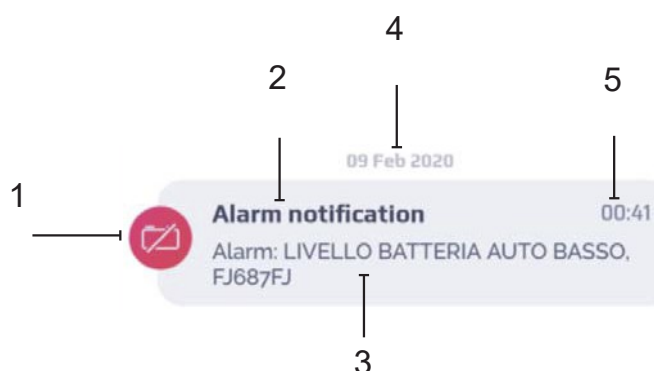 4
2
5
09 Feb 2020
1
Alarm notification 00:41
Alarm: LIVELLO BATTERIA AUTO BASSO,
FJ687FJ
3